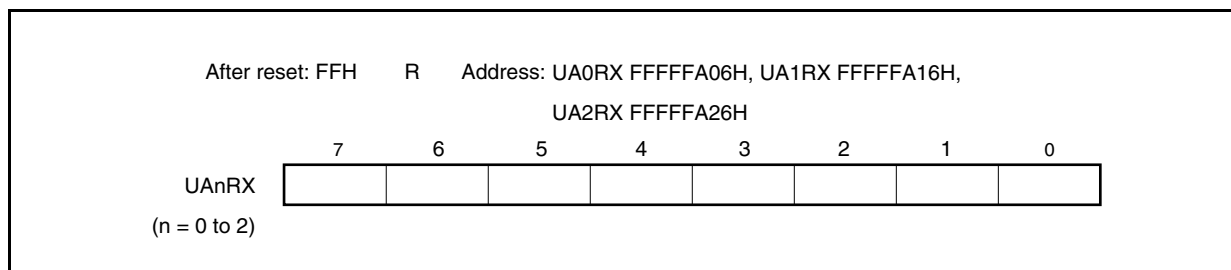 After reset: FFH R Address: UA0RX FFFFFA06H, UA1RX FFFFFA16H,
UA2RX FFFFFA26H
7 6 5 4 3 2 1 0
UAnRX
(n = 0 to 2)